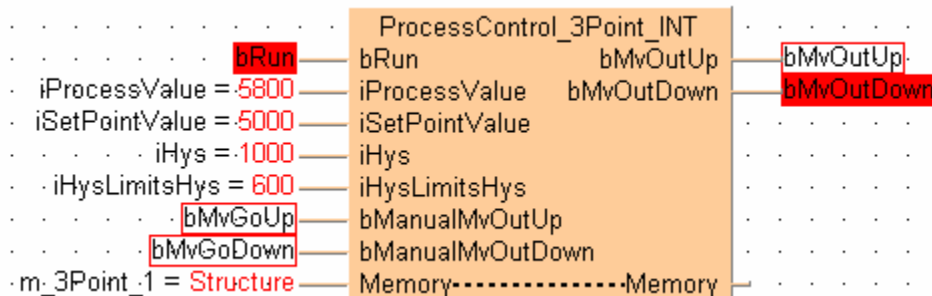 ProcessControl_3Point_INT
bRun bRun bMvOutUp bMvOutUp
iProcessValue = 5800 iProcessValue bMvOutDown bMvOutDown
iSetPointValue = 5000 iSetPointValue
iHys = 1000 iHys
iHysLimitsHys = 600 iHysLimitsHys
bMvGoUp bManualMvOutUp
bMvGoDown bManualMvOutDown
m_3Point_1 = Structure Memory Memory